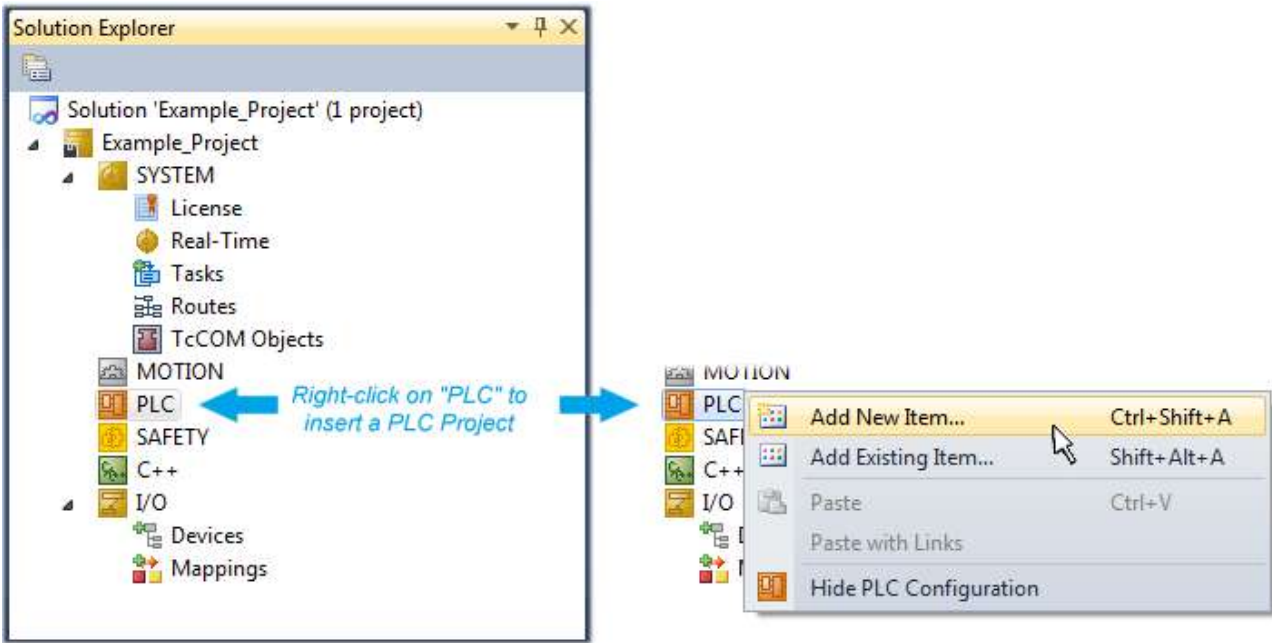 Solution Explorer
Solution 'Example_Project' (1 project)
Example_Project
SYSTEM
License
Real-Time
Tasks
Routes
TcCOM Objects
MOTION
PLC
SAFETY
C++
I/O
Devices
Mappings
Right-click on "PLC" to
insert a PLC Project
MOTION
PLC
SAF
C++
I/O
Add New Item... Ctrl+Shift+A
Add Existing Item... Shift+Alt+A
Paste Ctrl+V
Paste with Links
Hide PLC Configuration